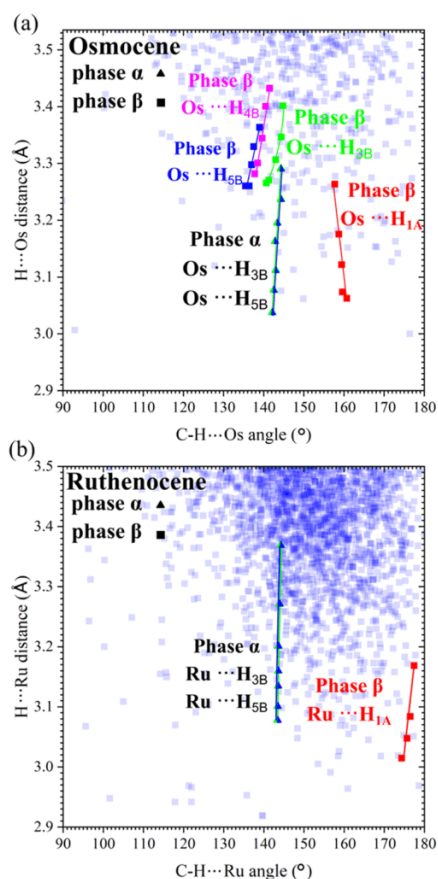 (a)
Osmocene
phase α ▲
phase β ■
Phase β
Os ···H4B
Phase β
Os ···H5B
Phase β
Os ···H3B
Phase β
Os ···H1A
Phase α
Os ···H3B
Os ···H5B
H···Os distance (Å)
3.5
3.4
3.3
3.2
3.1
3.0
2.9
90 100 110 120 130 140 150 160 170 180
C-H···Os angle (°)
(b)
Ruthenocene
phase α ▲
phase β ■
Phase α
Ru ···H3B
Ru ···H5B
Phase β
Ru ···H1A
H···Ru distance (Å)
3.5
3.4
3.3
3.2
3.1
3.0
2.9
90 100 110 120 130 140 150 160 170 180
C-H···Ru angle (°)